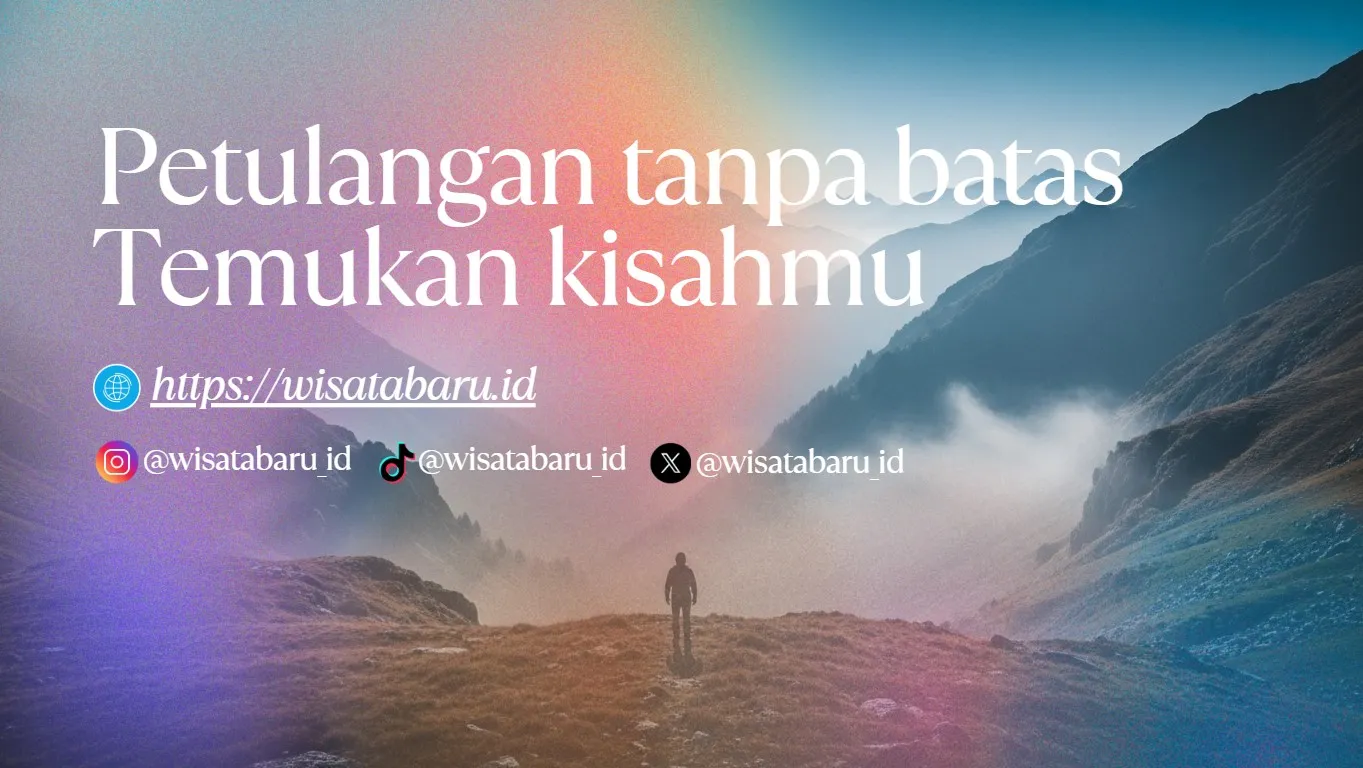 Petulangan tanpa batas
Temukan kisahmu
https://wisatabaru.id
@wisatabaru_id @wisatabaru_id @wisatabaru_id